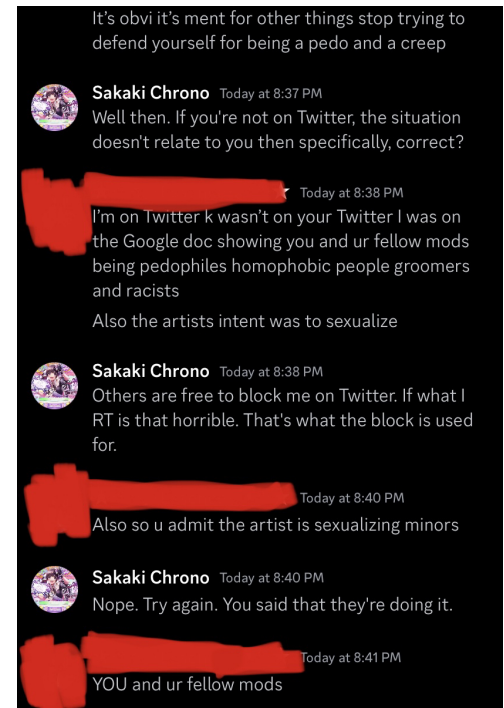 It's obvi it's ment for other things stop trying to
defend yourself for being a pedo and a creep
Sakaki Chrono Today at 8:37 PM
Well then. If you're not on Twitter, the situation
doesn't relate to you then specifically, correct?
Today at 8:38 PM
I'm on Twitter k wasn't on your Twitter I was on
the Google doc showing you and ur fellow mods
being pedophiles homophobic people groomers
and racists
Also the artists intent was to sexualize
Sakaki Chrono Today at 8:38 PM
Others are free to block me on Twitter. If what I
RT is that horrible. That's what the block is used
for.
Today at 8:40 PM
Also so u admit the artist is sexualizing minors
Sakaki Chrono Today at 8:40 PM
Nope. Try again. You said that they're doing it.
Today at 8:41 PM
YOU and ur fellow mods